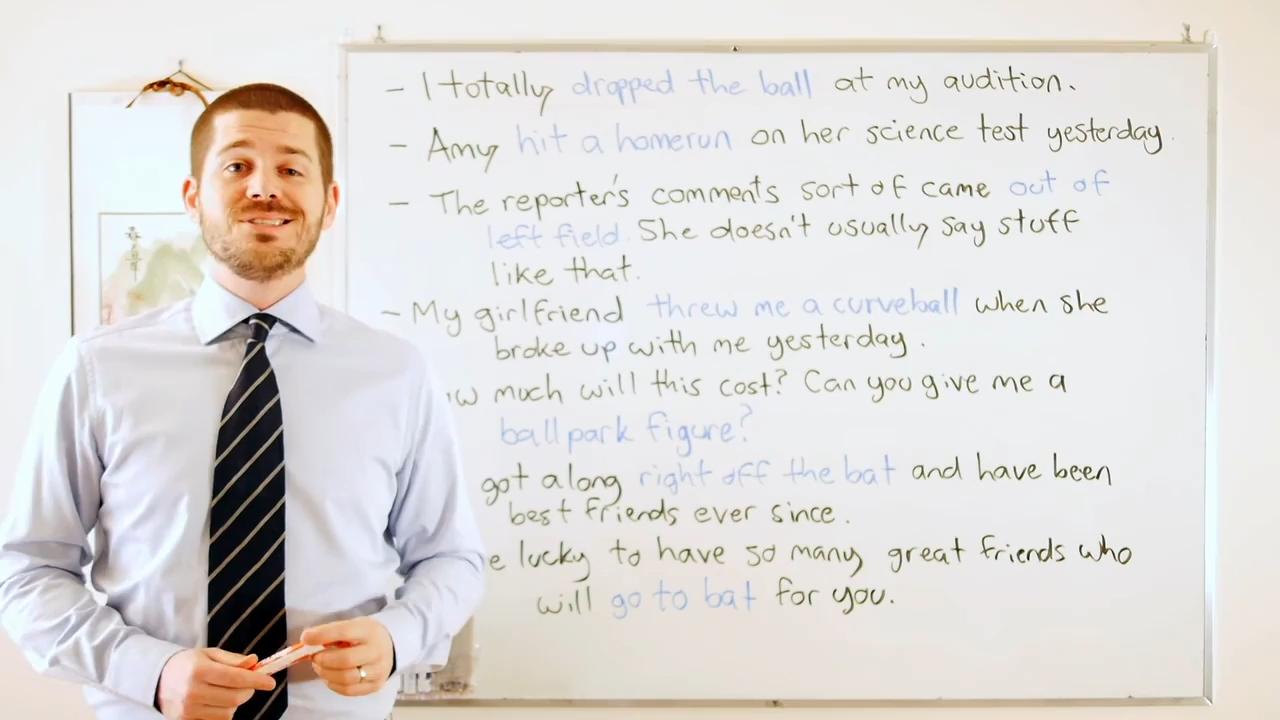 - I totally dropped the ball at my audition.
- Amy hit a homerun on her science test yesterday.
- The reporter's comments sort of came out of
left field. She doesn't usually say stuff
like that.
- My girlfriend threw me a curveball when she
broke up with me yesterday.
w much will this cost? Can you give me a
ballpark figure?
got along right off the bat and have been
best friends ever since.
e lucky to have so many great friends who
will go to bat for you.